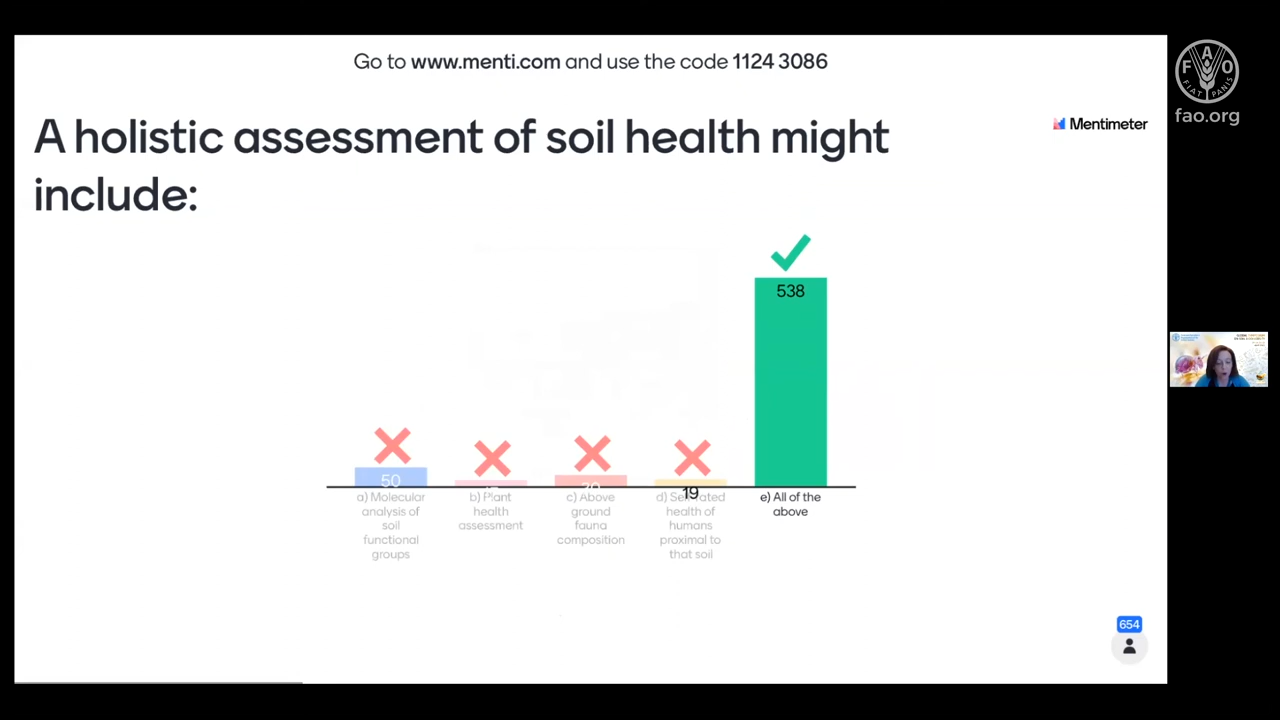 Go to www.menti.com and use the code 1124 3086
fao.org
A holistic assessment of soil health might
include:
Mentimeter
538
50
19
a) Molecular
analysis of
soil
functional
groups
b) Plant
health
assessment
c) Above
ground
fauna
composition
health of
humans
proximal to
that soil
e) All of the
above
654